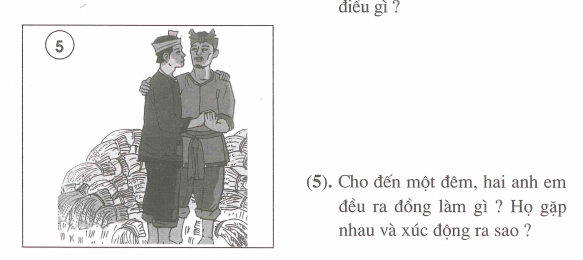 điều gì ?
5
(5). Cho đến một đêm, hai anh em
đều ra đồng làm gì ? Họ gặp
nhau và xúc động ra sao ?